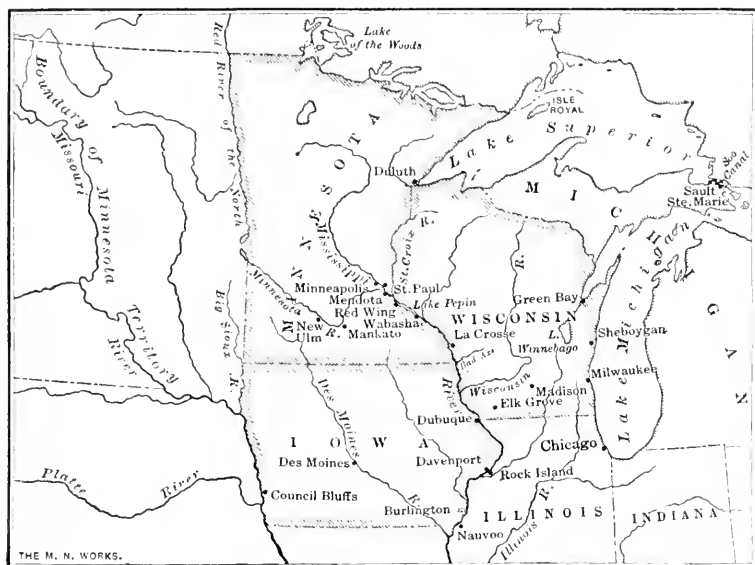 Lake
of the Woods
Red River of the North
Boundary of Minnesota Territory
Missouri
River
ISLE
ROYAL
Lake Superior
Soo
Canal
Duluth
Sault
Ste. Marie
MINNESOTA
MICHIGAN
Mississippi
River
St. Croix R.
R.
Minneapolis
St. Paul
Mendota
Lake Pepin
Green Bay
Red Wing
Minnesota
R.
Wabasha
WISCONSIN
Lake Michigan
Big Sioux R.
New
Ulm
Mankato
La Crosse
L.
Winnebago
Sheboygan
Bad Axe
Milwaukee
Wisconsin
Madison
Elk Grove
Des Moines
R.
Dubuque
IOWA
Chicago
Des Moines
Davenport
Rock Island
Platte River
Council Bluffs
Burlington
ILLINOIS
INDIANA
Nauvoo
Illinois R.
THE M. N. WORKS.